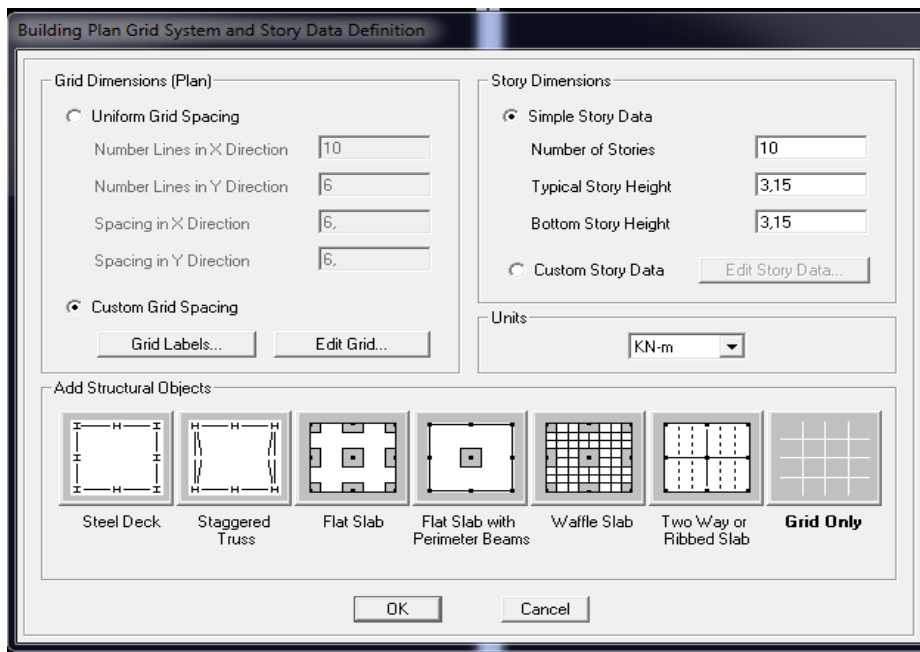 Building Plan Grid System and Story Data Definition
Grid Dimensions (Plan)
Uniform Grid Spacing
Number Lines in X Direction 10
Number Lines in Y Direction 6
Spacing in X Direction 6,
Spacing in Y Direction 6,
Custom Grid Spacing
Grid Labels... Edit Grid...
Story Dimensions
Simple Story Data
Number of Stories 10
Typical Story Height 3,15
Bottom Story Height 3,15
Custom Story Data Edit Story Data...
Units
KN-m
Add Structural Objects
Steel Deck
Staggered
Truss
Flat Slab
Flat Slab with
Perimeter Beams
Waffle Slab
Two Way or
Ribbed Slab
Grid Only
OK Cancel